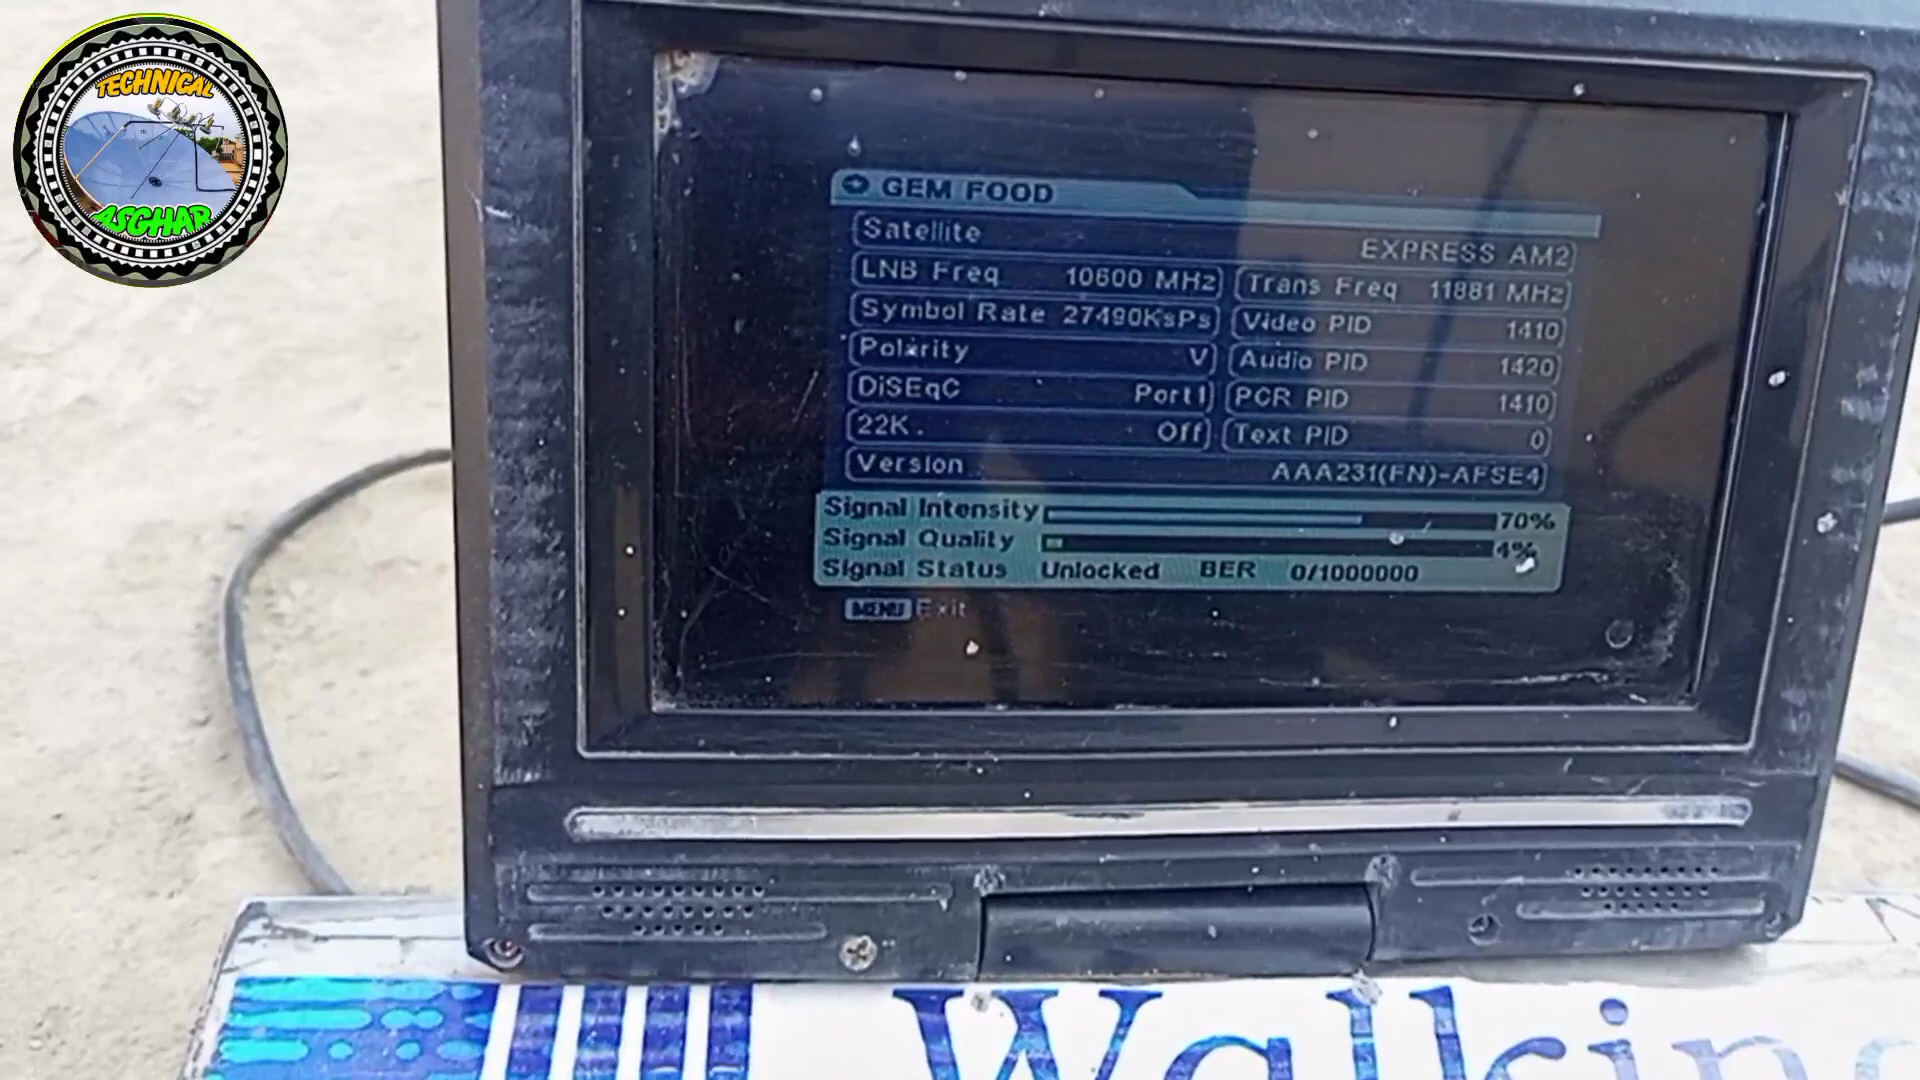 TECHNICAL
ASGHAR
GEM FOOD
Satellite EXPRESS AM2
LNB Freq 10600 MHz Trans Freq 11881 MHz
Symbol Rate 27490KsPs Video PID 1410
Polarity V Audio PID 1420
DiSEqC Port1 PCR PID 1410
22K Off Text PID 0
Version AAA231(FN)-AFSE4
Signal Intensity 70%
Signal Quality 4%
Signal Status Unlocked BER 0/1000000
MENU Exit
Walking